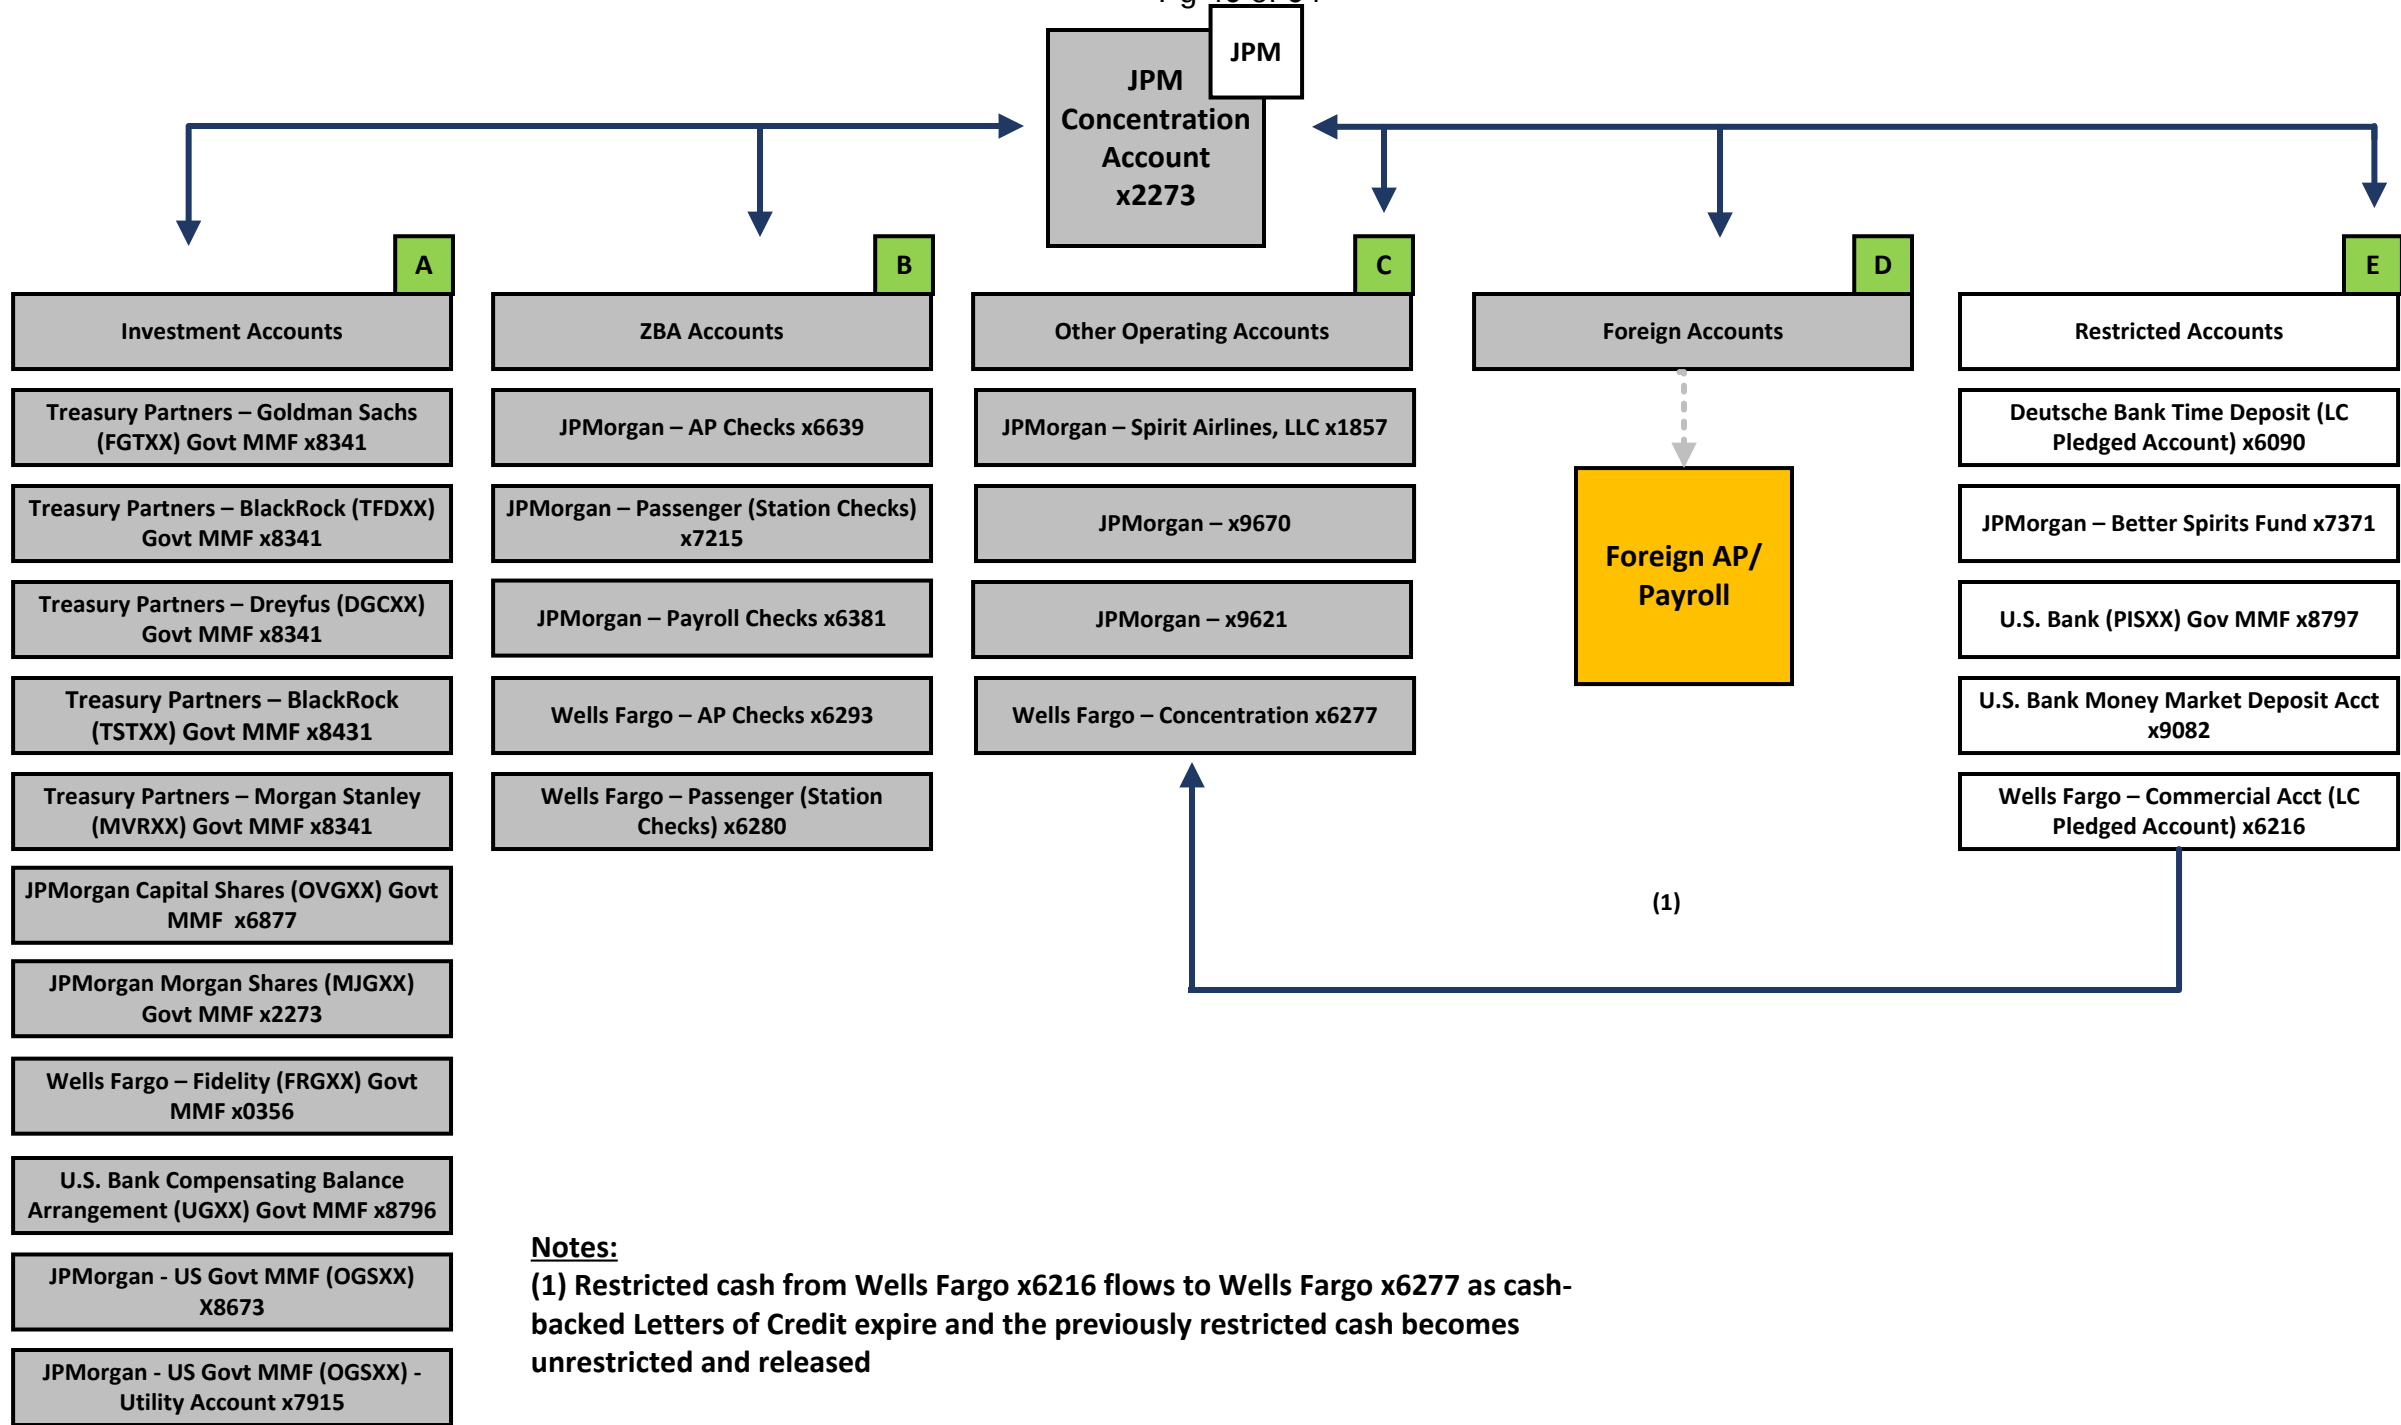 JPM
JPM
Concentration
Account
x2273
A
Investment Accounts
Treasury Partners – Goldman Sachs
(FGTXX) Govt MMF x8341
Treasury Partners – BlackRock (TFDXX)
Govt MMF x8341
Treasury Partners – Dreyfus (DGCXX)
Govt MMF x8341
Treasury Partners – BlackRock
(TSTXX) Govt MMF x8431
Treasury Partners – Morgan Stanley
(MVRXX) Govt MMF x8341
JPMorgan Capital Shares (OVGXX) Govt
MMF x6877
JPMorgan Morgan Shares (MJGXX)
Govt MMF x2273
Wells Fargo – Fidelity (FRGXX) Govt
MMF x0356
U.S. Bank Compensating Balance
Arrangement (UGXX) Govt MMF x8796
JPMorgan - US Govt MMF (OGSXX)
X8673
JPMorgan - US Govt MMF (OGSXX) -
Utility Account x7915
B
ZBA Accounts
JPMorgan – AP Checks x6639
JPMorgan – Passenger (Station Checks)
x7215
JPMorgan – Payroll Checks x6381
Wells Fargo – AP Checks x6293
Wells Fargo – Passenger (Station
Checks) x6280
C
Other Operating Accounts
JPMorgan – Spirit Airlines, LLC x1857
JPMorgan – x9670
JPMorgan – x9621
Wells Fargo – Concentration x6277
D
Foreign Accounts
Foreign AP/
Payroll
E
Restricted Accounts
Deutsche Bank Time Deposit (LC
Pledged Account) x6090
JPMorgan – Better Spirits Fund x7371
U.S. Bank (PISXX) Gov MMF x8797
U.S. Bank Money Market Deposit Acct
x9082
Wells Fargo – Commercial Acct (LC
Pledged Account) x6216
(1)
Notes:
(1) Restricted cash from Wells Fargo x6216 flows to Wells Fargo x6277 as cash-
backed Letters of Credit expire and the previously restricted cash becomes
unrestricted and released